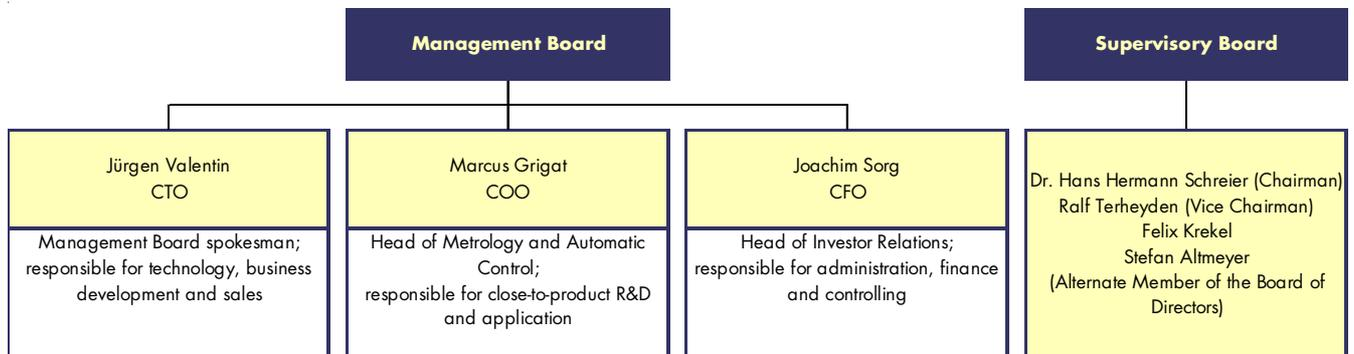 Management Board
Supervisory Board
Jürgen Valentin
CTO
Management Board spokesman;
responsible for technology, business
development and sales
Marcus Grigat
COO
Head of Metrology and Automatic
Control;
responsible for close-to-product R&D
and application
Joachim Sorg
CFO
Head of Investor Relations;
responsible for administration, finance
and controlling
Dr. Hans Hermann Schreier (Chairman)
Ralf Terheyden (Vice Chairman)
Felix Krekel
Stefan Altmeyer
(Alternate Member of the Board of
Directors)